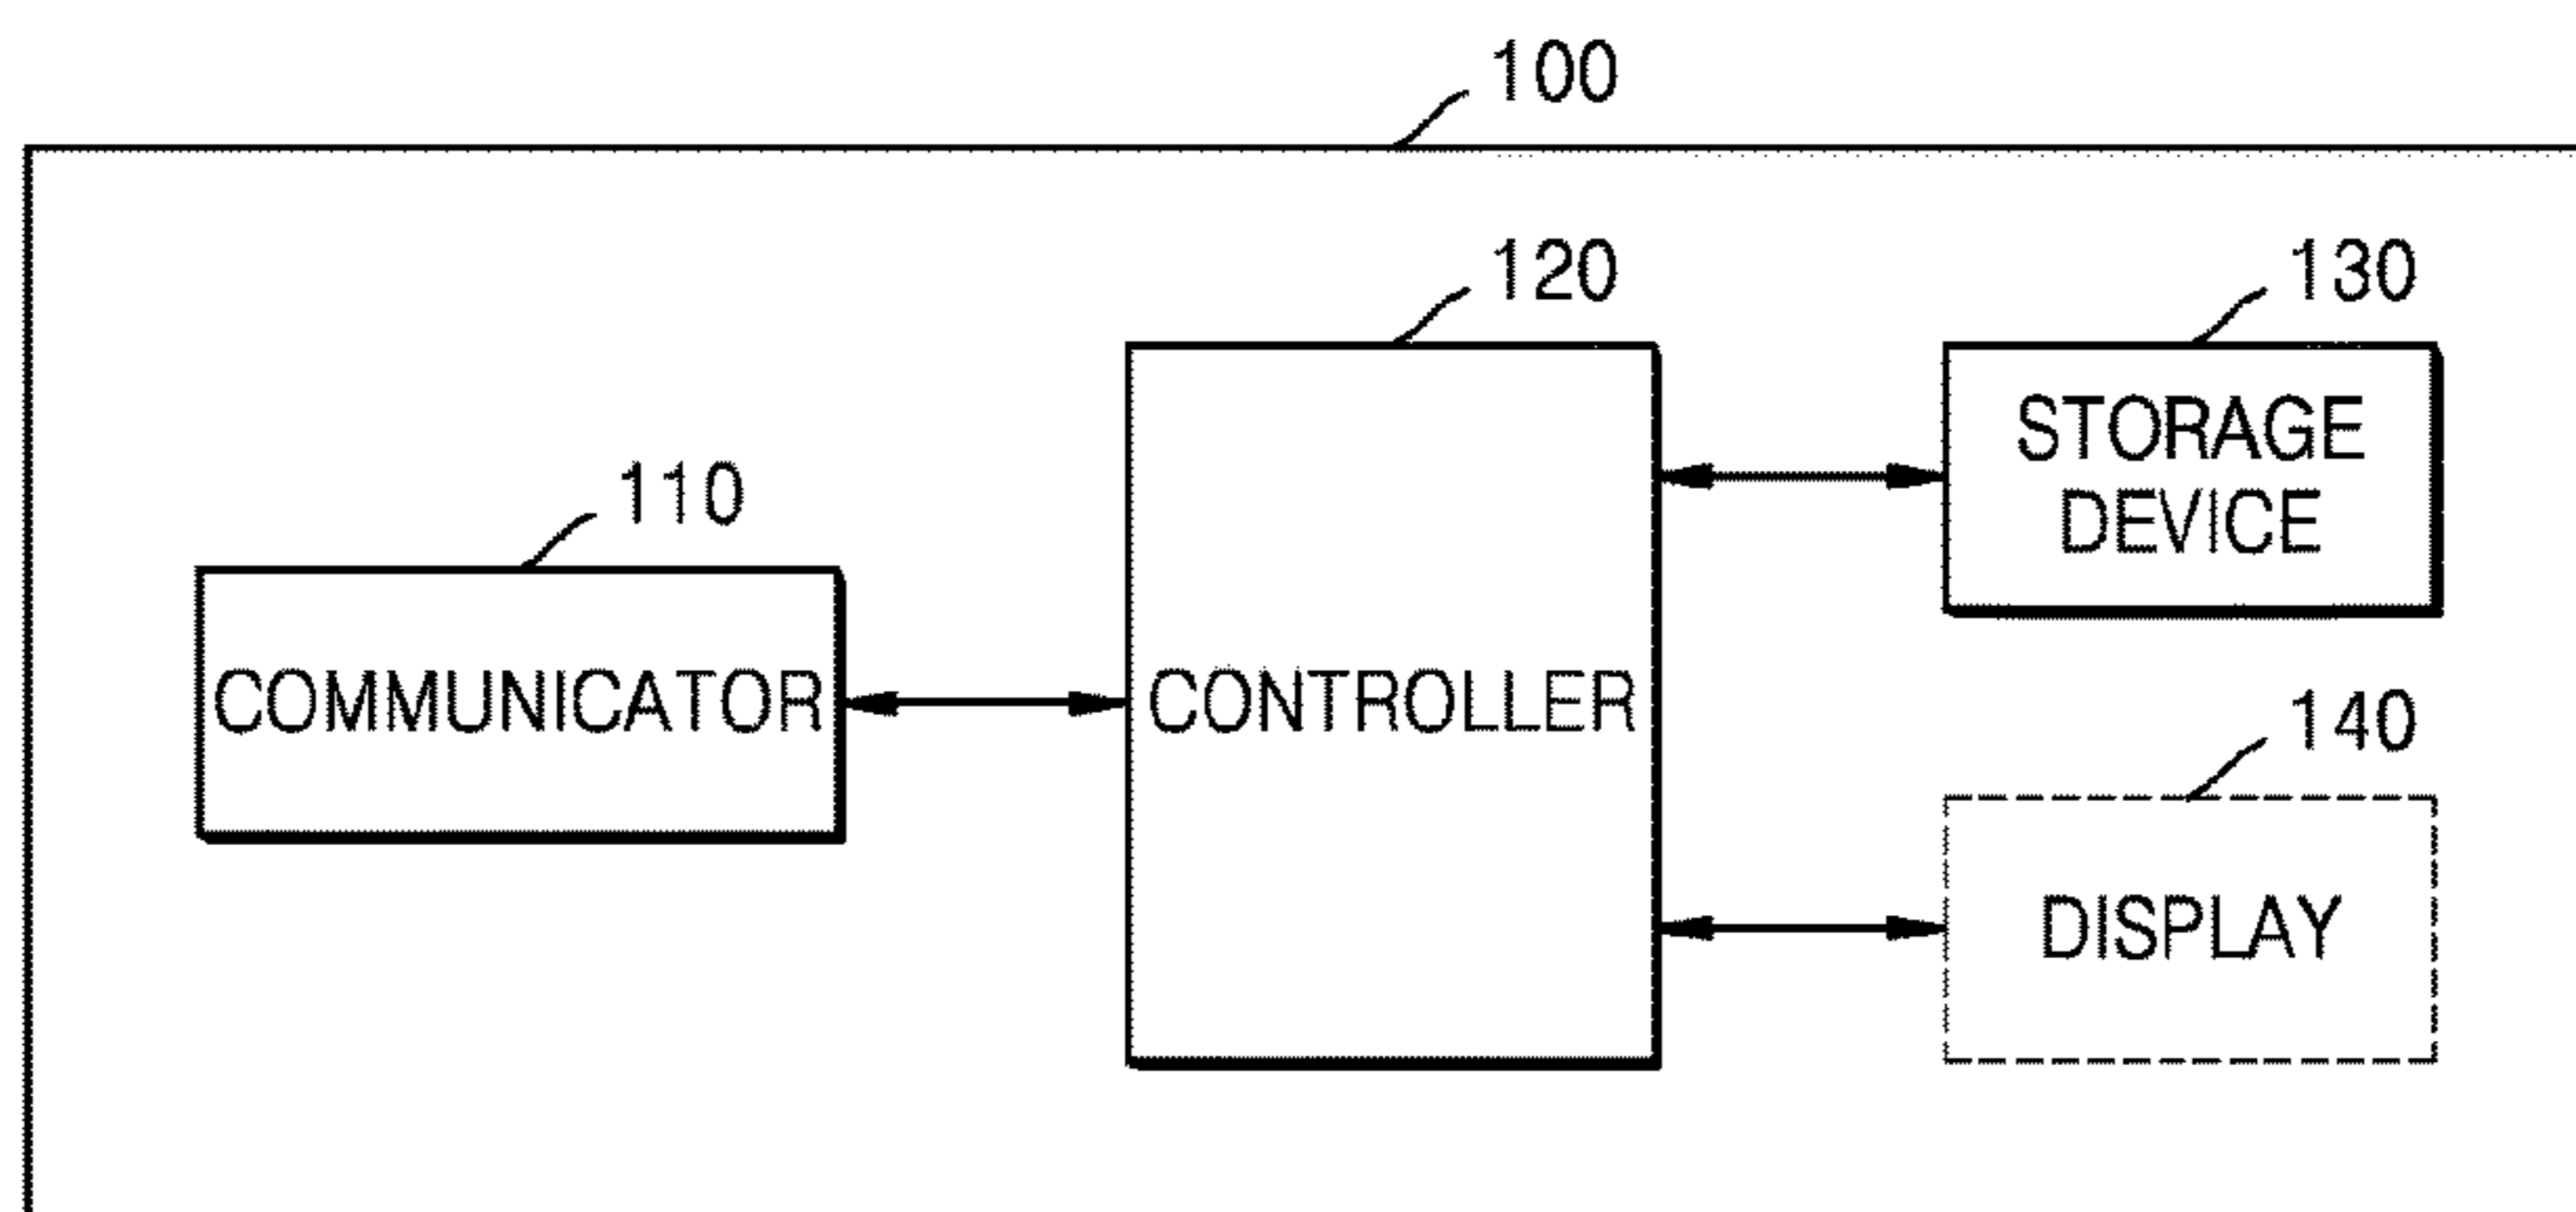 100
120
130
STORAGE
DEVICE
110
COMMUNICATOR
CONTROLLER
140
DISPLAY